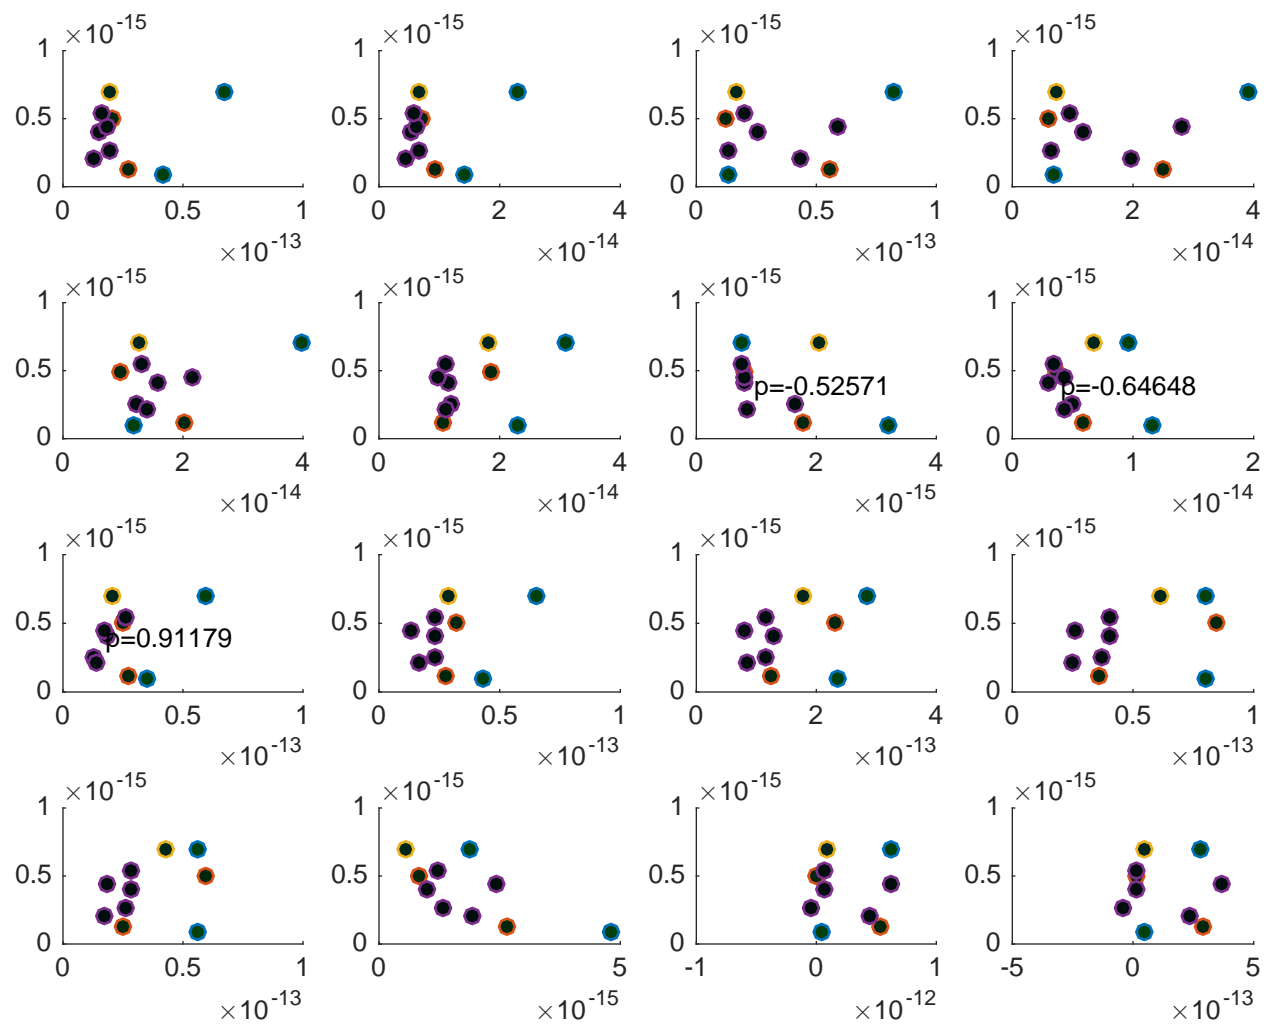 ×10-15 ×10-15 ×10-15 ×10-15
1 1 1 1
0.5 0.5 0.5 0.5
0 0 0 0
0 0.5 1 0 2 4 0 0.5 1 0 2 4
×10-13 ×10-14 ×10-13 ×10-14
×10-15 ×10-15 ×10-15 ×10-15
1 1 1 1
0.5 0.5 0.5 0.5
p=-0.52571 p=-0.64648
0 0 0 0
0 2 4 0 2 4 0 2 4 0 1 2
×10-14 ×10-14 ×10-15 ×10-14
×10-15 ×10-15 ×10-15 ×10-15
1 1 1 1
0.5 0.5 0.5 0.5
p=0.91179
0 0 0 0
0 0.5 1 0 0.5 1 0 2 4 0 0.5 1
×10-13 ×10-13 ×10-13 ×10-13
×10-15 ×10-15 ×10-15 ×10-15
1 1 1 1
0.5 0.5 0.5 0.5
0 0 0 0
0 0.5 1 0 5 -1 0 1 -5 0 5
×10-13 ×10-15 ×10-12 ×10-13